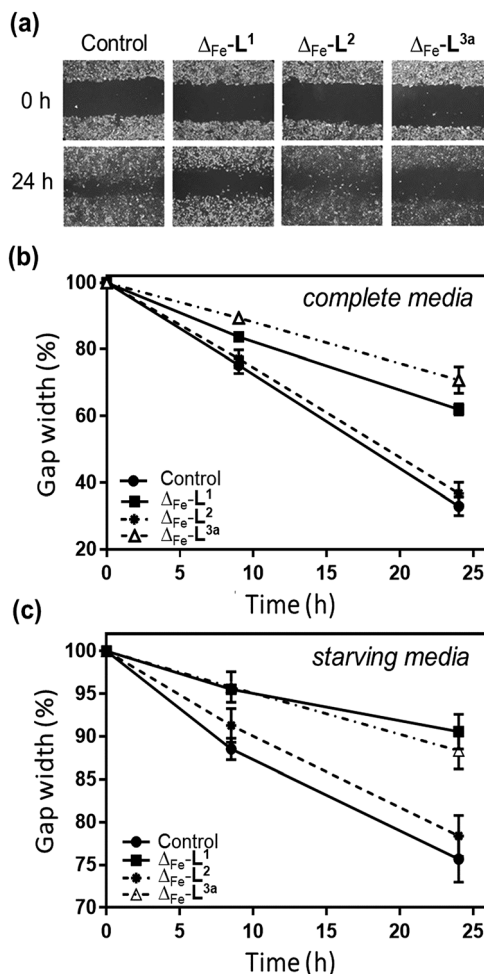 (a)
Control ΔFe-L¹ ΔFe-L² ΔFe-L³ᵃ
0 h
24 h
(b)
complete media
100
80
60
40
20
Gap width (%)
Control
ΔFe-L¹
ΔFe-L²
ΔFe-L³ᵃ
0 5 10 15 20 25
Time (h)
(c)
starving media
100
95
90
85
80
75
70
Gap width (%)
Control
ΔFe-L¹
ΔFe-L²
ΔFe-L³ᵃ
0 5 10 15 20 25
Time (h)